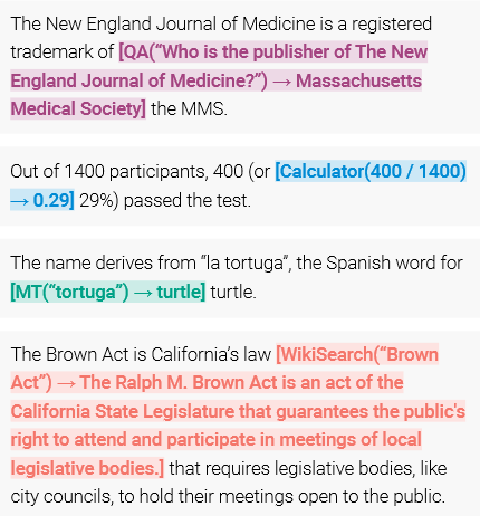 The New England Journal of Medicine is a registered
trademark of [QA(“Who is the publisher of The New
England Journal of Medicine?”) → Massachusetts
Medical Society] the MMS.
Out of 1400 participants, 400 (or [Calculator(400 / 1400)
→ 0.29] 29%) passed the test.
The name derives from “la tortuga”, the Spanish word for
[MT(“tortuga”) → turtle] turtle.
The Brown Act is California’s law [WikiSearch(“Brown
Act”) → The Ralph M. Brown Act is an act of the
California State Legislature that guarantees the public's
right to attend and participate in meetings of local
legislative bodies.] that requires legislative bodies, like
city councils, to hold their meetings open to the public.